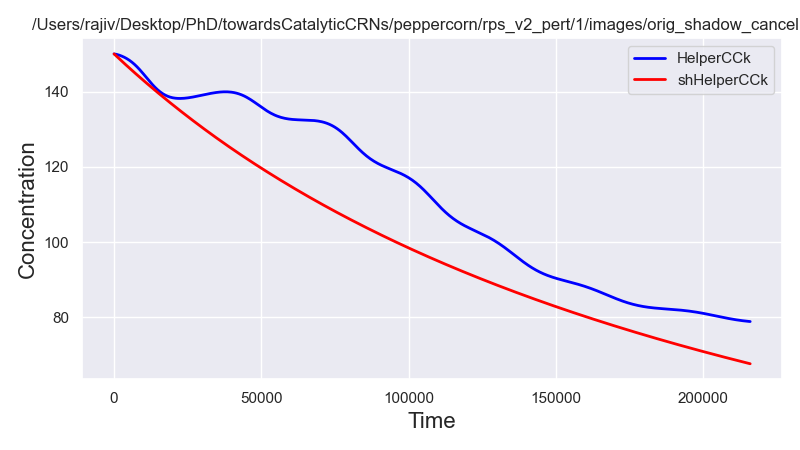 /Users/rajiv/Desktop/PhD/towardsCatalyticCRNs/peppercorn/rps_v2_pert/1/images/orig_shadow_cancel
HelperCCk
shHelperCCk
140
120
100
80
Concentration
0 50000 100000 150000 200000
Time